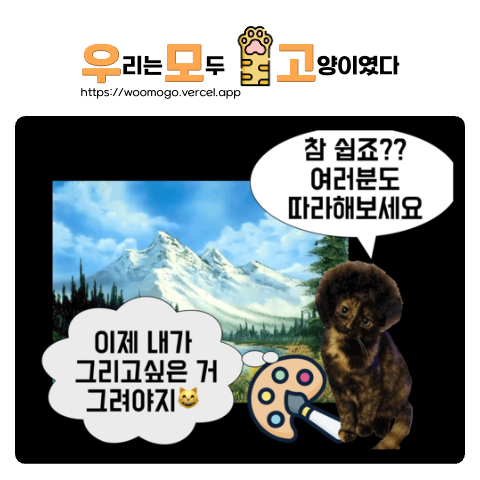 우리는모두 고양이였다
https://woomogo.vercel.app
참 쉽죠??
여러분도
따라해보세요
이제 내가
그리고싶은 거
그려야지😸